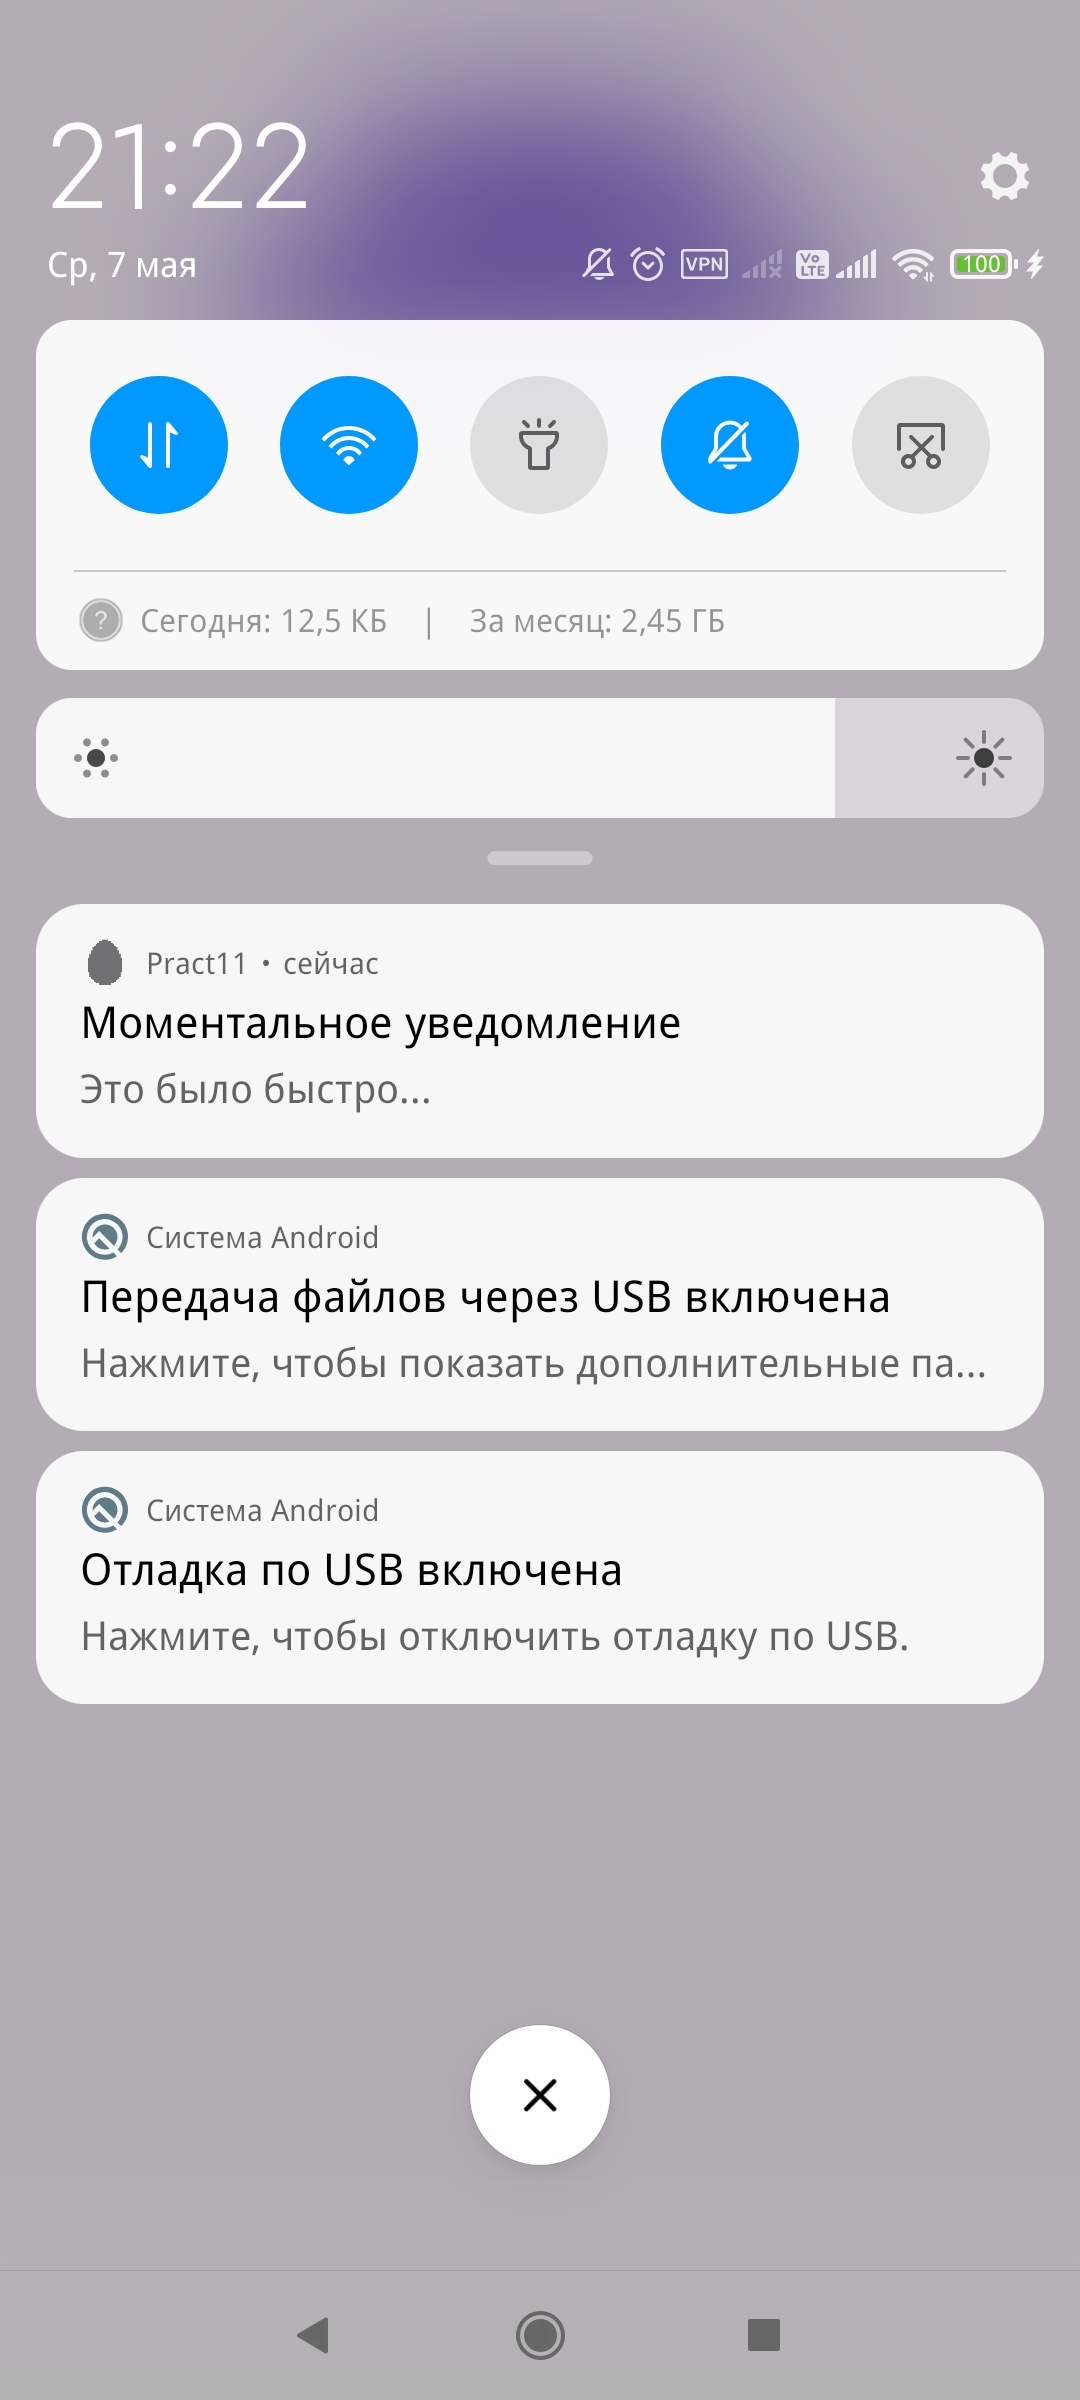 21:22
Ср, 7 мая
VPN
Vo
LTE
100
?
Сегодня: 12,5 КБ | За месяц: 2,45 ГБ
Pract11 • сейчас
Моментальное уведомление
Это было быстро...
Система Android
Передача файлов через USB включена
Нажмите, чтобы показать дополнительные па...
Система Android
Отладка по USB включена
Нажмите, чтобы отключить отладку по USB.